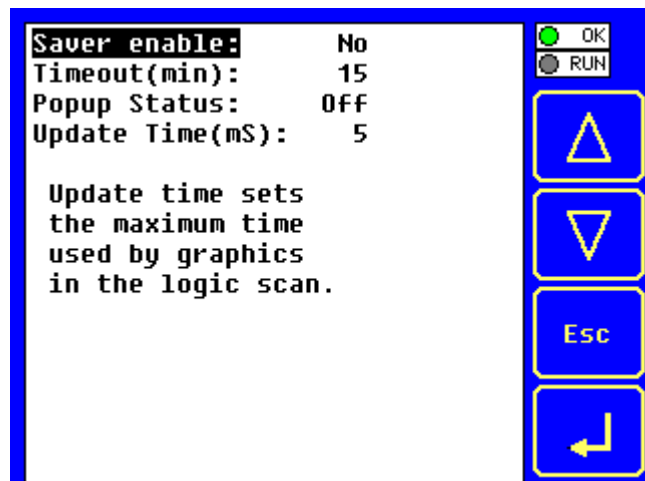 Saver enable: No
Timeout(min): 15
Popup Status: Off
Update Time(mS): 5
Update time sets
the maximum time
used by graphics
in the logic scan.
OK
RUN
Esc